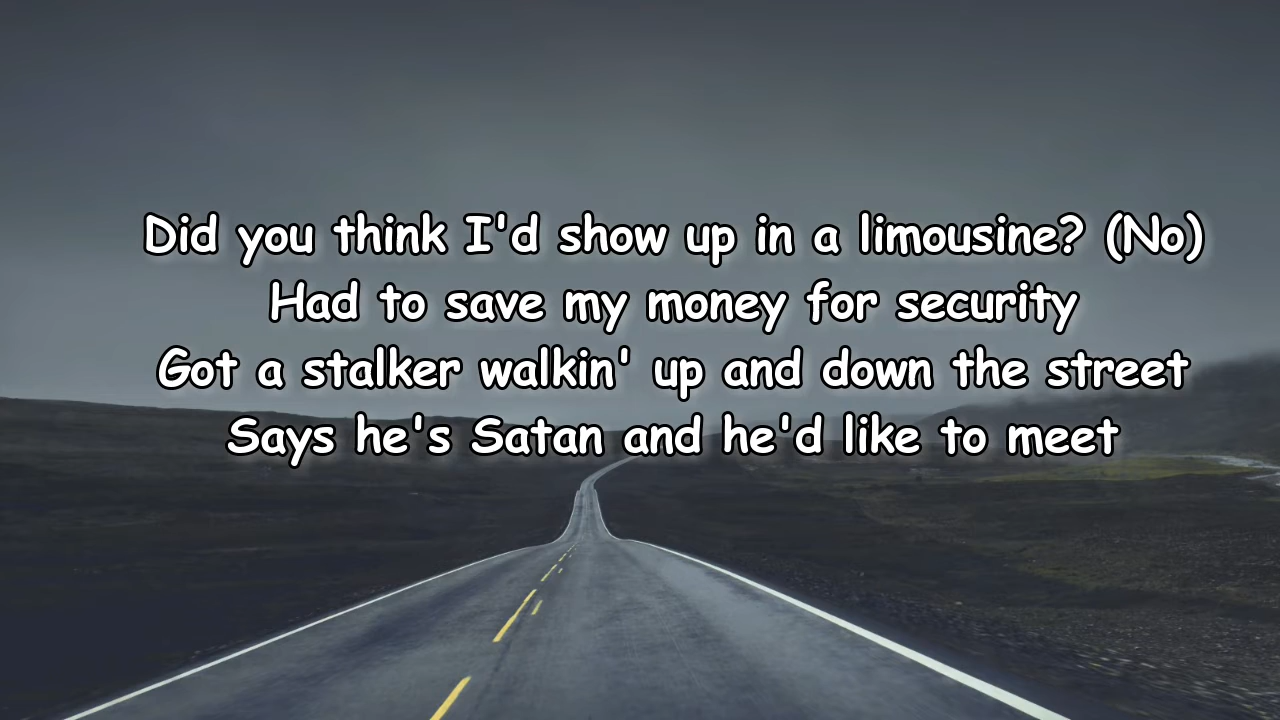 Did you think I'd show up in a limousine? (No)
Had to save my money for security
Got a stalker walkin' up and down the street
Says he's Satan and he'd like to meet